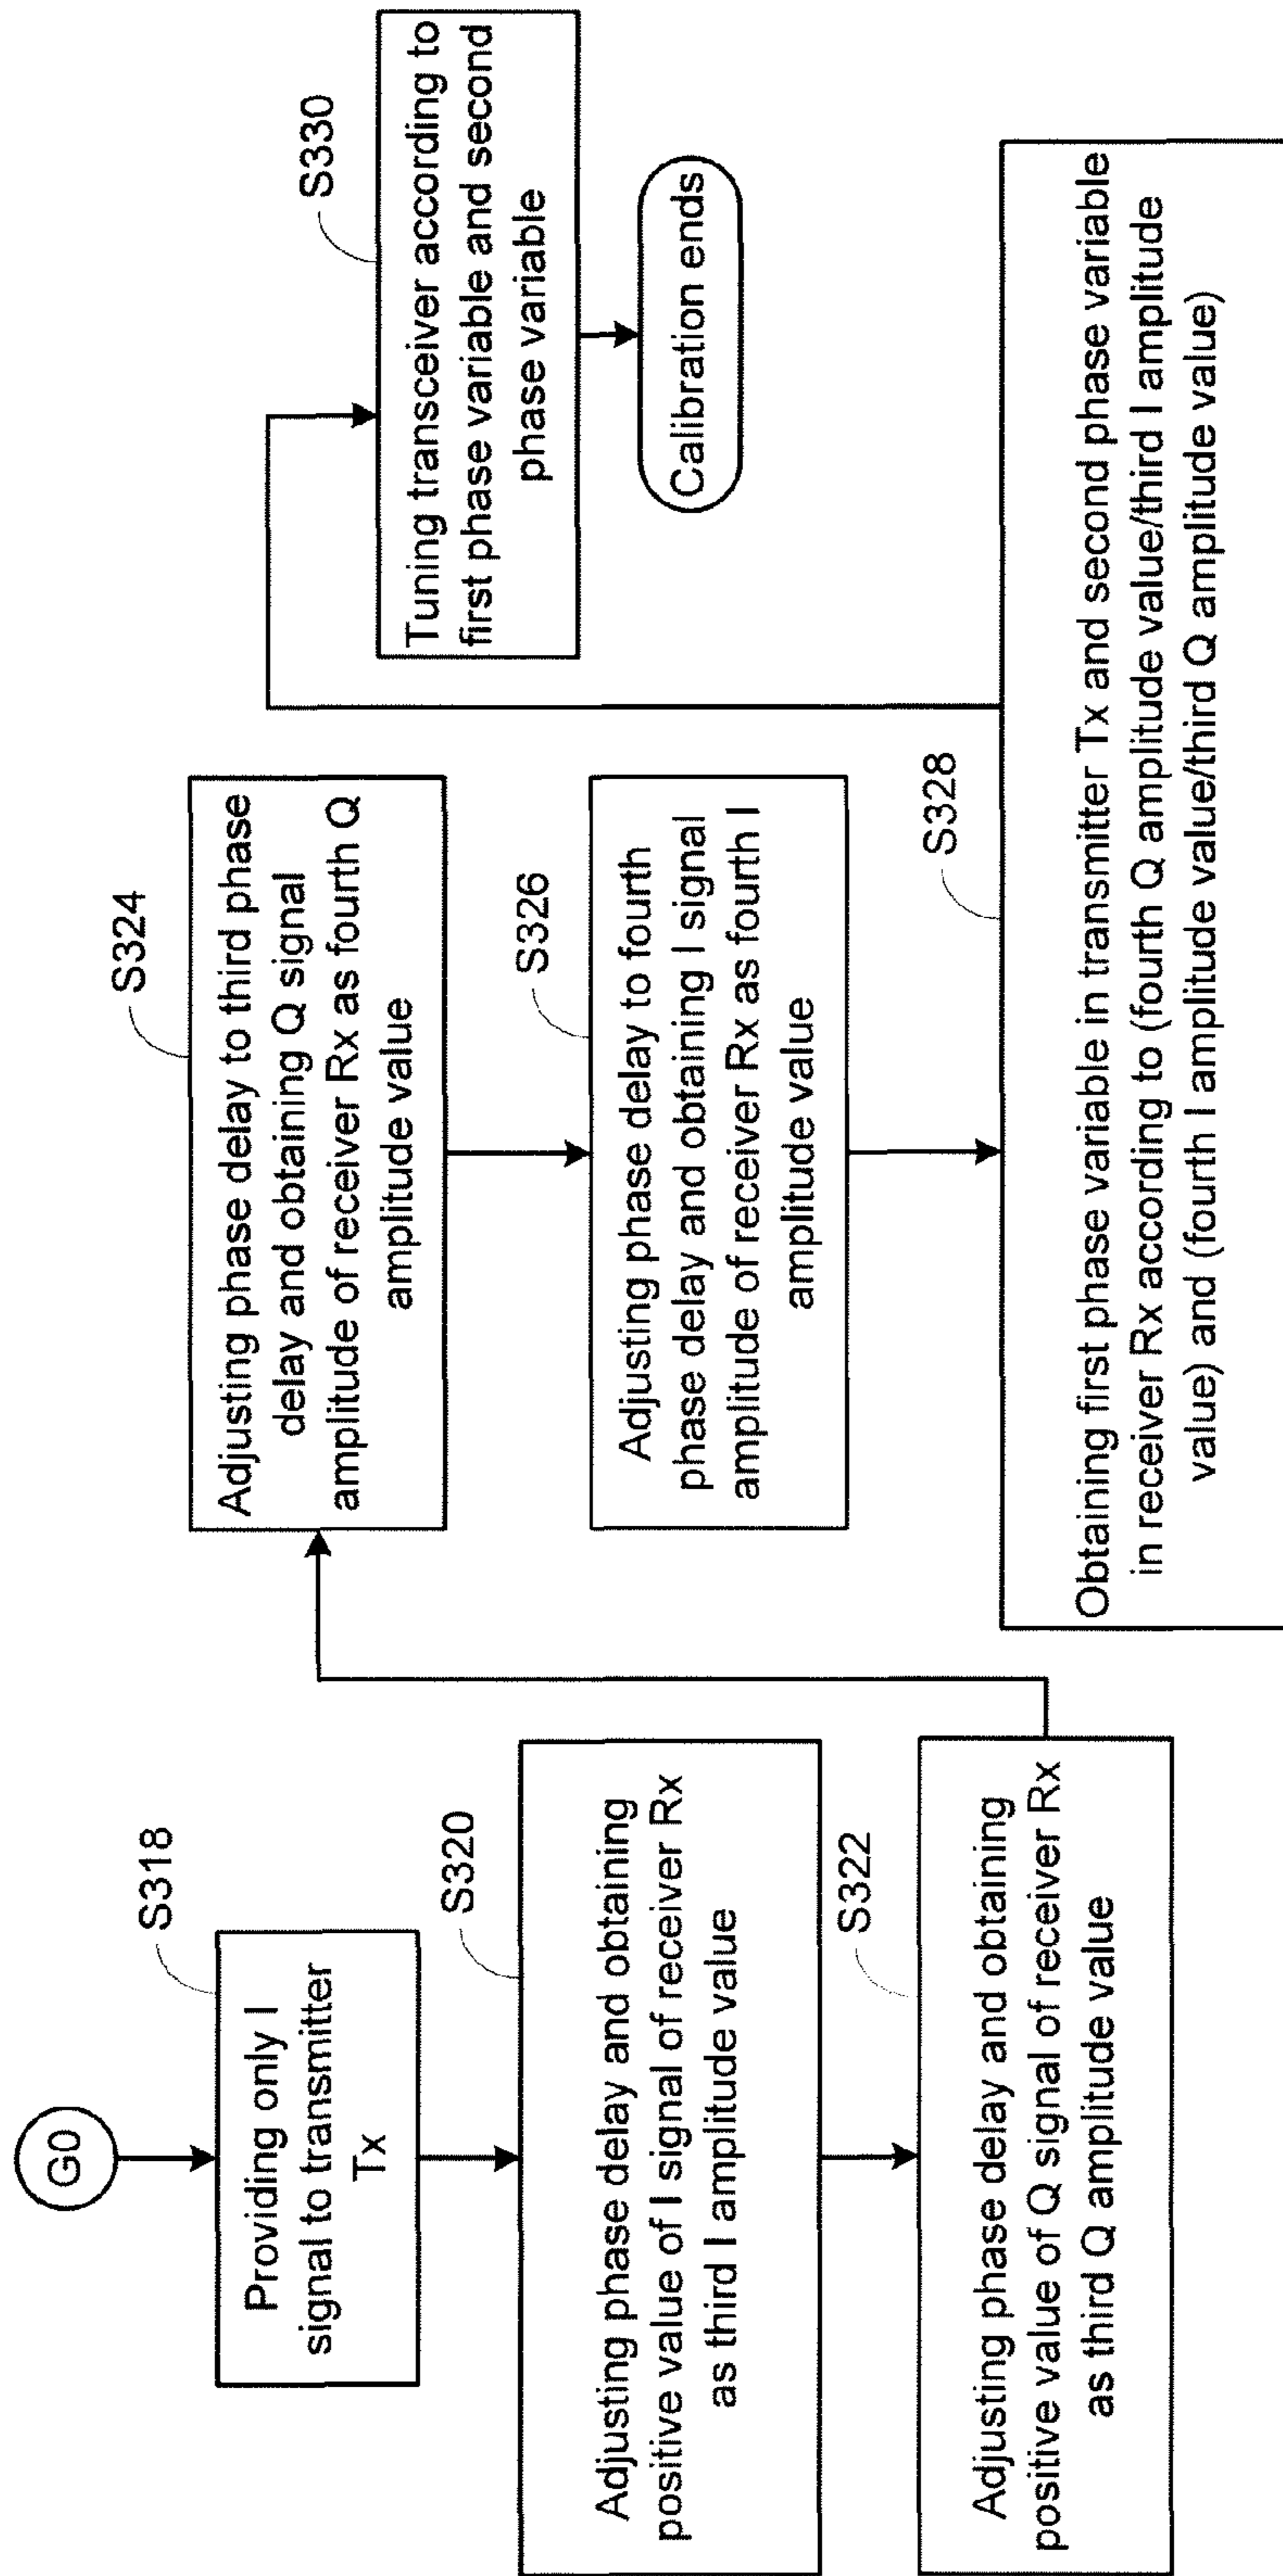 G0
S318
Providing only I
signal to transmitter
Tx
S320
Adjusting phase delay and obtaining
positive value of I signal of receiver Rx
as third I amplitude value
S322
Adjusting phase delay and obtaining
positive value of Q signal of receiver Rx
as third Q amplitude value
S324
Adjusting phase delay to third phase
delay and obtaining Q signal
amplitude of receiver Rx as fourth Q
amplitude value
S326
Adjusting phase delay to fourth
phase delay and obtaining I signal
amplitude of receiver Rx as fourth I
amplitude value
S328
Obtaining first phase variable in transmitter Tx and second phase variable
in receiver Rx according to (fourth Q amplitude value/third I amplitude
value) and (fourth I amplitude value/third Q amplitude value)
S330
Tuning transceiver according to
first phase variable and second
phase variable
Calibration ends